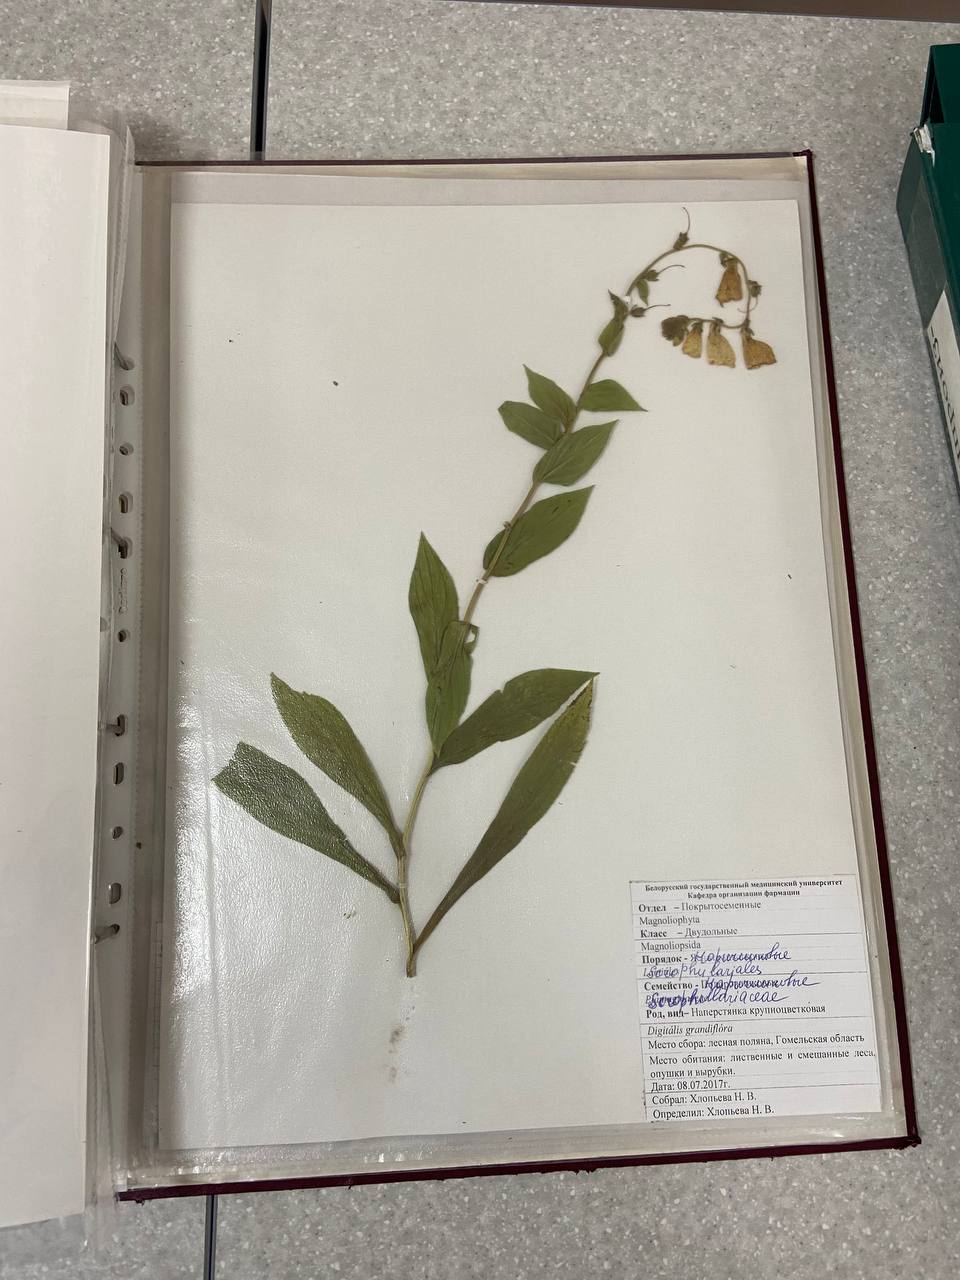 Белорусский государственный медицинский университет
Кафедра организации фармации
Отдел – Покрытосеменные
Magnoliophyta
Класс – Двудольные
Magnoliopsida
Порядок - Норичниковые
Scrophulariales
Семейство - Норичниковые
Scrophullariaceae
Род, вид– Наперстянка крупноцветковая
Digitális grandiflóra
Место сбора: лесная поляна, Гомельская область
Место обитания: лиственные и смешанные леса,
опушки и вырубки.
Дата: 08.07.2017г.
Собрал: Хлопьева Н. В.
Определил: Хлопьева Н. В.